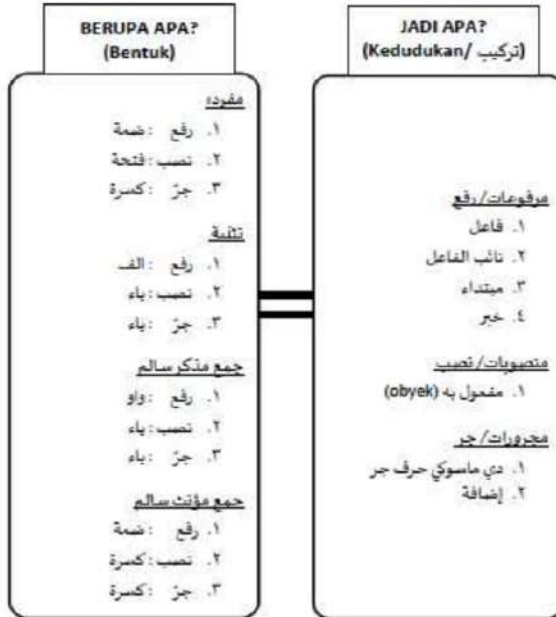 BERUPA APA?
(Bentuk)
مفرد:
١. رفع : ضمة
٢. نصب : فتحة
٣. جرّ : كسرة
تثنية
١. رفع : الف
٢. نصب : ياء
٣. جرّ : ياء
جمع مذكر سالم
١. رفع : واو
٢. نصب : ياء
٣. جرّ : ياء
جمع مؤنث سالم
١. رفع : ضمة
٢. نصب : كسرة
٣. جرّ : كسرة
JADI APA?
(Kedudukan/ تركيب)
مرفوعات/ رفع
١. فاعل
٢. نائب الفاعل
٣. مبتداء
٤. خبر
منصوبات/ نصب
١. مفعول به (obyek)
مجرورات/ جر
١. دي ماسوكي حرف جر
٢. إضافة